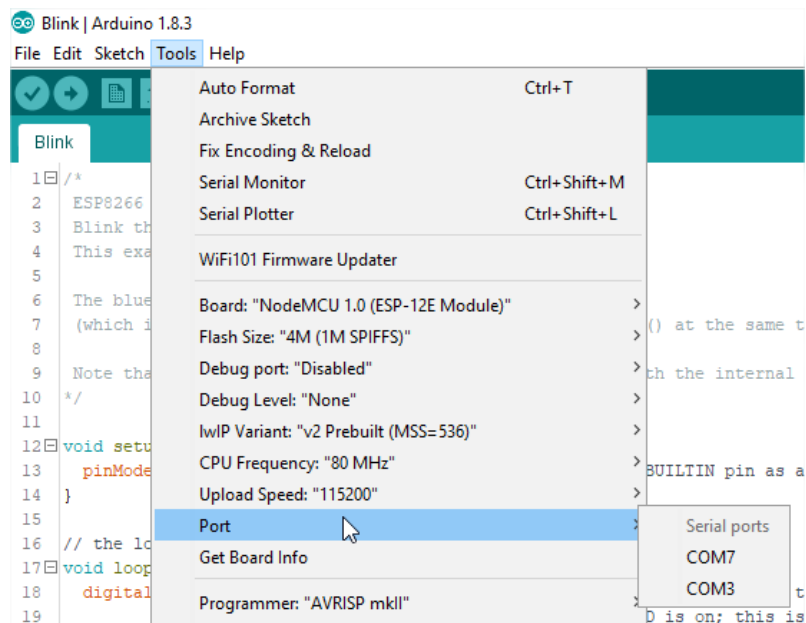 Blink | Arduino 1.8.3
File Edit Sketch Tools Help
Auto Format Ctrl+T
Archive Sketch
Fix Encoding & Reload
Serial Monitor Ctrl+Shift+M
Serial Plotter Ctrl+Shift+L
WiFi101 Firmware Updater
Board: "NodeMCU 1.0 (ESP-12E Module)"
Flash Size: "4M (1M SPIFFS)"
Debug port: "Disabled"
Debug Level: "None"
lwIP Variant: "v2 Prebuilt (MSS=536)"
CPU Frequency: "80 MHz"
Upload Speed: "115200"
Port
Get Board Info
Programmer: "AVRISP mkII"
Serial ports
COM7
COM3
Blink
1 /*
2 ESP8266
3 Blink th
4 This exa
5
6 The blue
7 (which i () at the same t
8
9 Note tha th the internal
10 */
11
12 void setu
13 pinMode BUILTIN pin as a
14 }
15
16 // the lo
17 void loop
18 digital t
19 D is on; this is